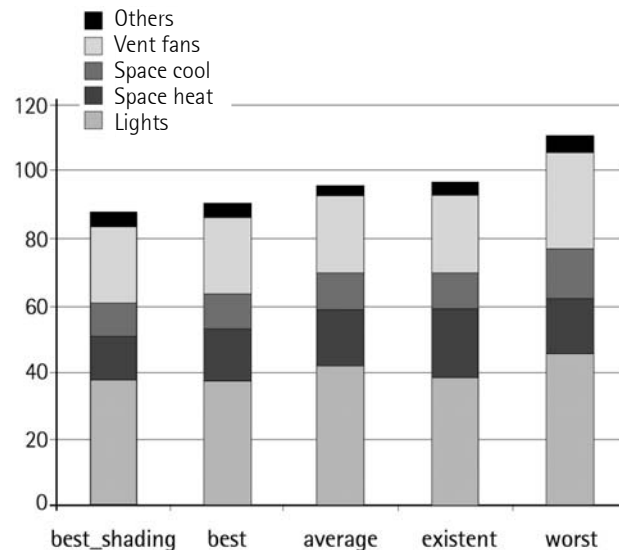 Others
Vent fans
Space cool
Space heat
Lights
120
100
80
60
40
20
0
best_shading best average existent worst